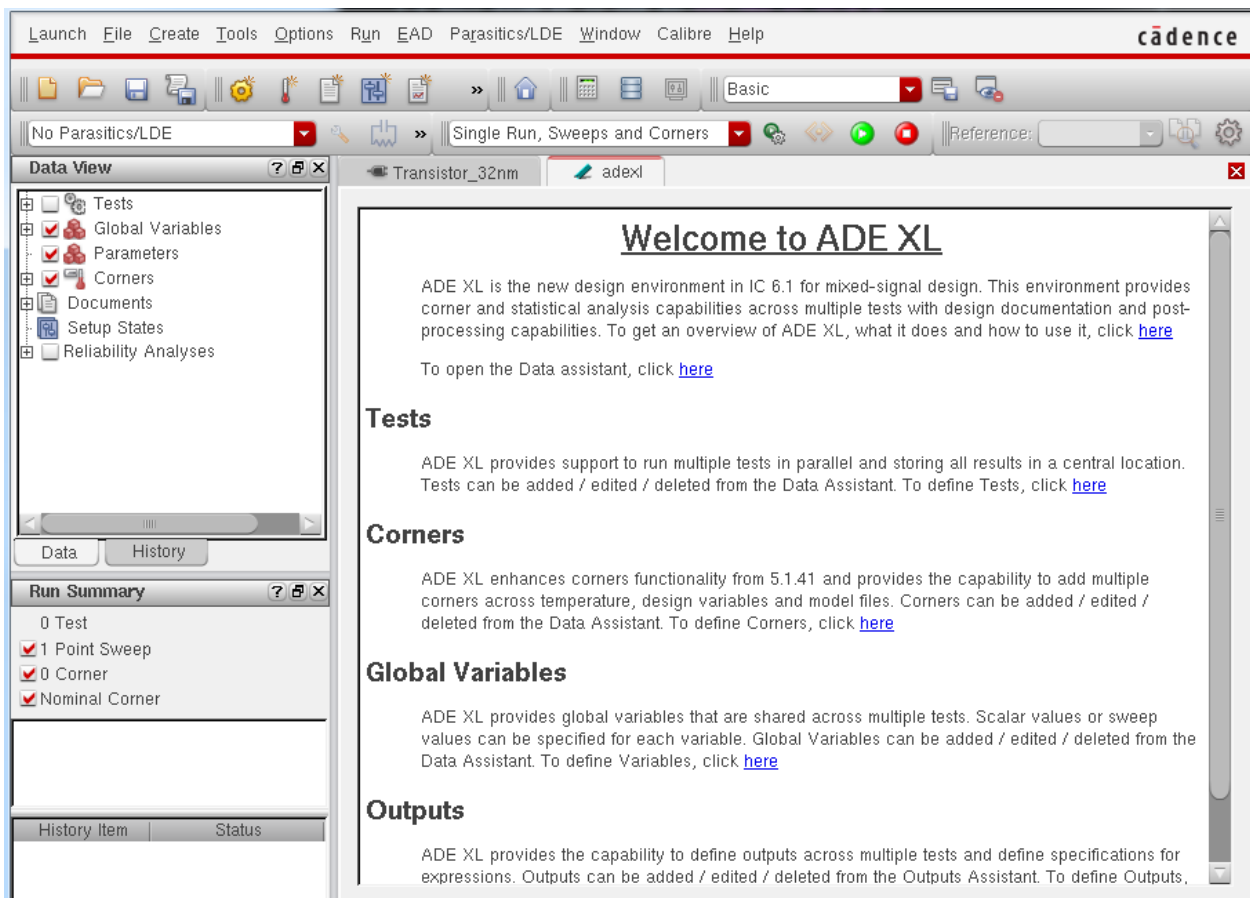 Launch File Create Tools Options Run EAD Parasitics/LDE Window Calibre Help
cādence
Basic
No Parasitics/LDE
Single Run, Sweeps and Corners
Reference:
Data View
Transistor_32nm
adexl
Tests
Global Variables
Parameters
Corners
Documents
Setup States
Reliability Analyses
Data
History
Run Summary
0 Test
1 Point Sweep
0 Corner
Nominal Corner
History Item
Status
Welcome to ADE XL
ADE XL is the new design environment in IC 6.1 for mixed-signal design. This environment provides
corner and statistical analysis capabilities across multiple tests with design documentation and post-
processing capabilities. To get an overview of ADE XL, what it does and how to use it, click here
To open the Data assistant, click here
Tests
ADE XL provides support to run multiple tests in parallel and storing all results in a central location.
Tests can be added / edited / deleted from the Data Assistant. To define Tests, click here
Corners
ADE XL enhances corners functionality from 5.1.41 and provides the capability to add multiple
corners across temperature, design variables and model files. Corners can be added / edited /
deleted from the Data Assistant. To define Corners, click here
Global Variables
ADE XL provides global variables that are shared across multiple tests. Scalar values or sweep
values can be specified for each variable. Global Variables can be added / edited / deleted from the
Data Assistant. To define Variables, click here
Outputs
ADE XL provides the capability to define outputs across multiple tests and define specifications for
expressions. Outputs can be added / edited / deleted from the Outputs Assistant. To define Outputs,